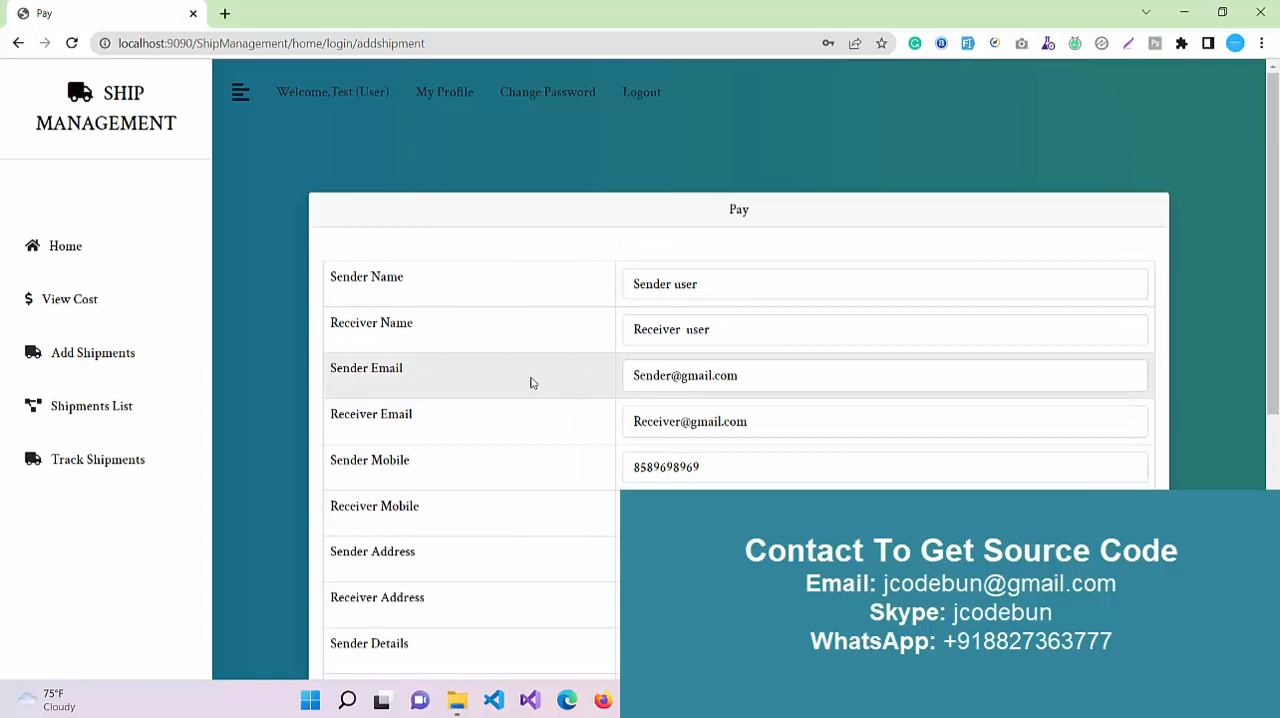 Pay
localhost:9090/ShipManagement/home/login/addshipment
SHIP
MANAGEMENT
Welcome,Test (User) My Profile Change Password Logout
Home
View Cost
Add Shipments
Shipments List
Track Shipments
Pay
Sender Name Sender user
Receiver Name Receiver user
Sender Email Sender@gmail.com
Receiver Email Receiver@gmail.com
Sender Mobile 8589698969
Receiver Mobile
Sender Address
Receiver Address
Sender Details
Contact To Get Source Code
Email: jcodebun@gmail.com
Skype: jcodebun
WhatsApp: +918827363777
75°F
Cloudy